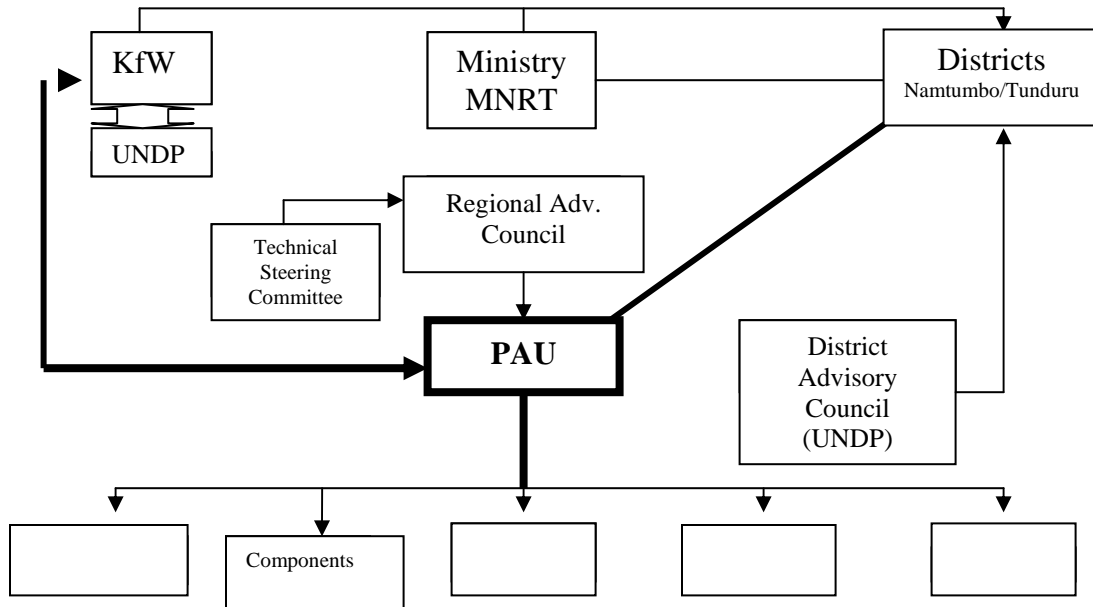 KfW
UNDP
Ministry
MNRT
Districts
Namtumbo/Tunduru
Regional Adv.
Council
Technical
Steering
Committee
PAU
District
Advisory
Council
(UNDP)
Components